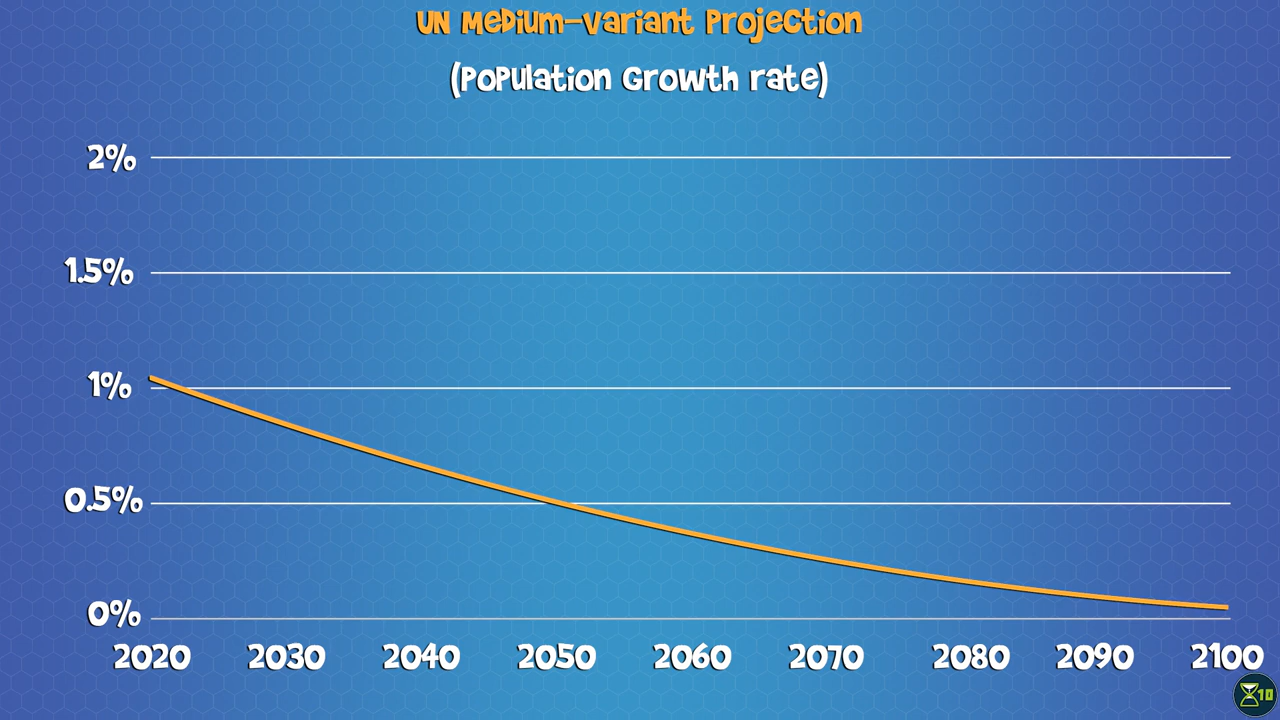 UN Medium-Variant Projection
(Population Growth rate)
2%
1.5%
1%
0.5%
0%
2020 2030 2040 2050 2060 2070 2080 2090 2100
10